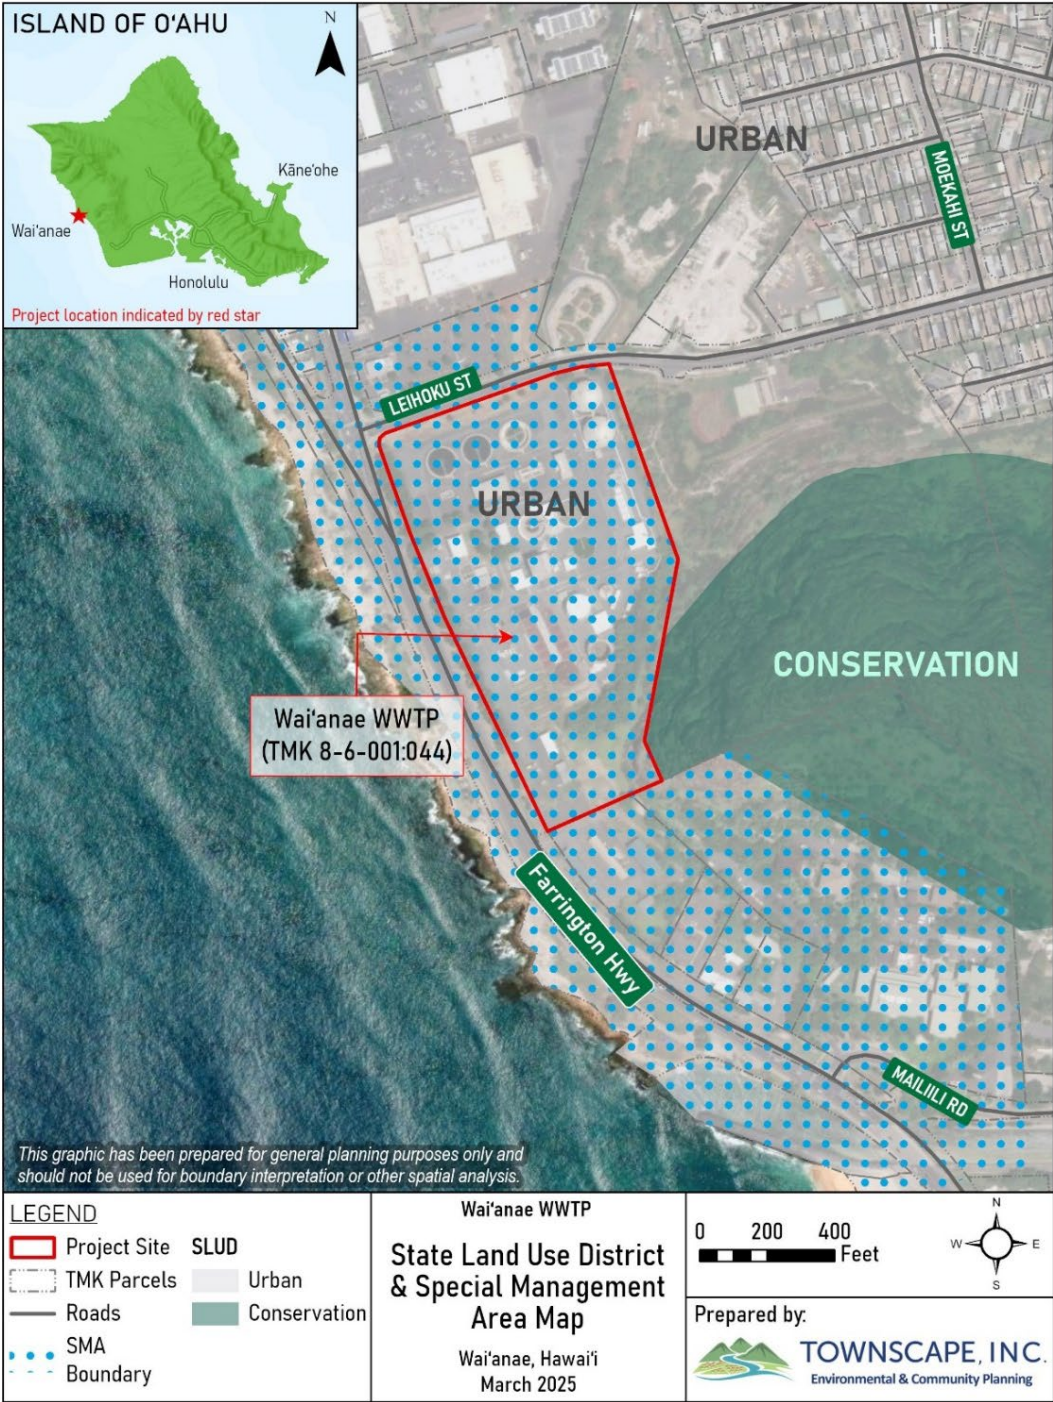 ISLAND OF O‘AHU
N
Kāne‘ohe
Wai‘anae
Honolulu
Project location indicated by red star
URBAN
MOEKAHI ST
LEIHOKU ST
URBAN
CONSERVATION
Wai‘anae WWTP
(TMK 8-6-001:044)
Farrington Hwy
MAILIILI RD
This graphic has been prepared for general planning purposes only and
should not be used for boundary interpretation or other spatial analysis.
LEGEND
Project Site
TMK Parcels
Roads
SMA
Boundary
SLUD
Urban
Conservation
Wai‘anae WWTP
State Land Use District
& Special Management
Area Map
Wai‘anae, Hawai‘i
March 2025
0 200 400
Feet
N
W E
S
Prepared by:
TOWNSCAPE, INC.
Environmental & Community Planning